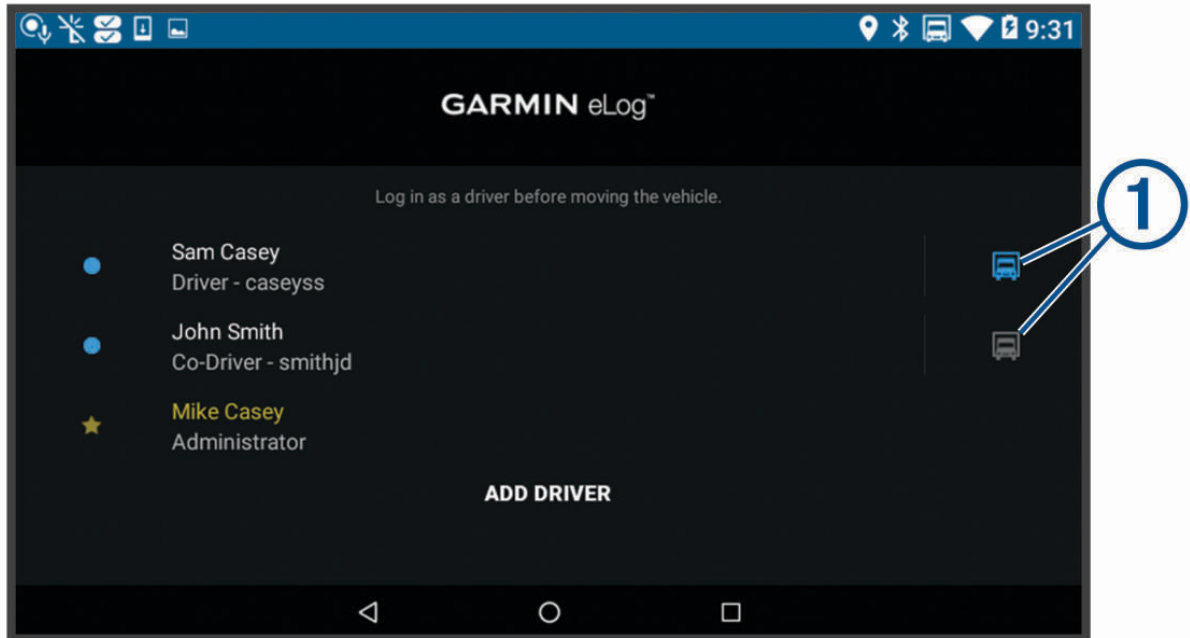 9:31
GARMIN eLog™
Log in as a driver before moving the vehicle.
Sam Casey
Driver - caseyss
John Smith
Co-Driver - smithjd
Mike Casey
Administrator
ADD DRIVER
1